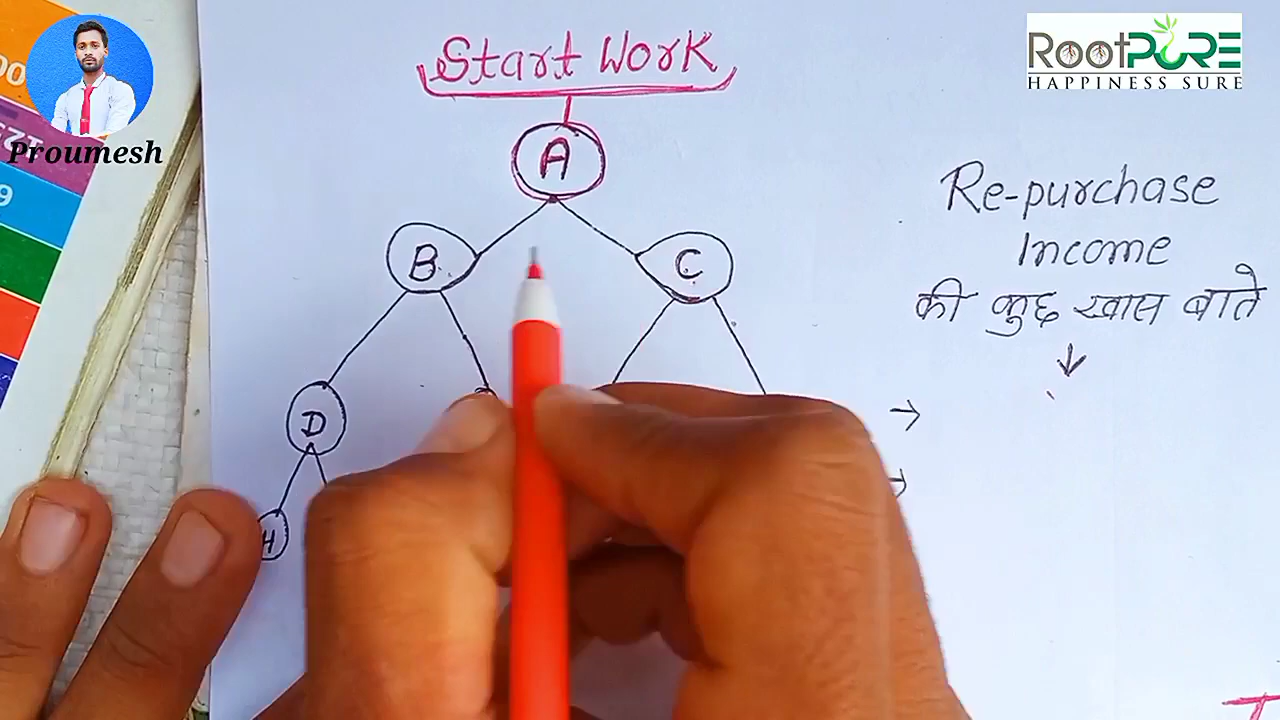 Start Work
RootPURE
HAPPINESS SURE
Proumesh
A
Re-purchase
Income
की कुछ खास बाते
B
C
D
H